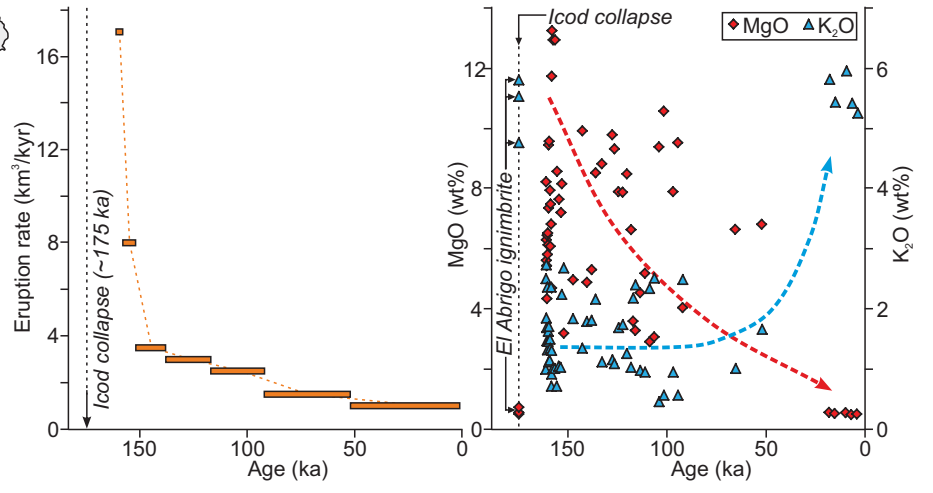 Eruption rate (km³/kyr)
16
12
8
4
0
Icod collapse (~175 ka)
150
100
50
0
Age (ka)
Icod collapse
MgO
K₂O
MgO (wt%)
12
8
4
0
El Abrigo ignimbrite
6
4
2
0
K₂O (wt%)
150
100
50
0
Age (ka)